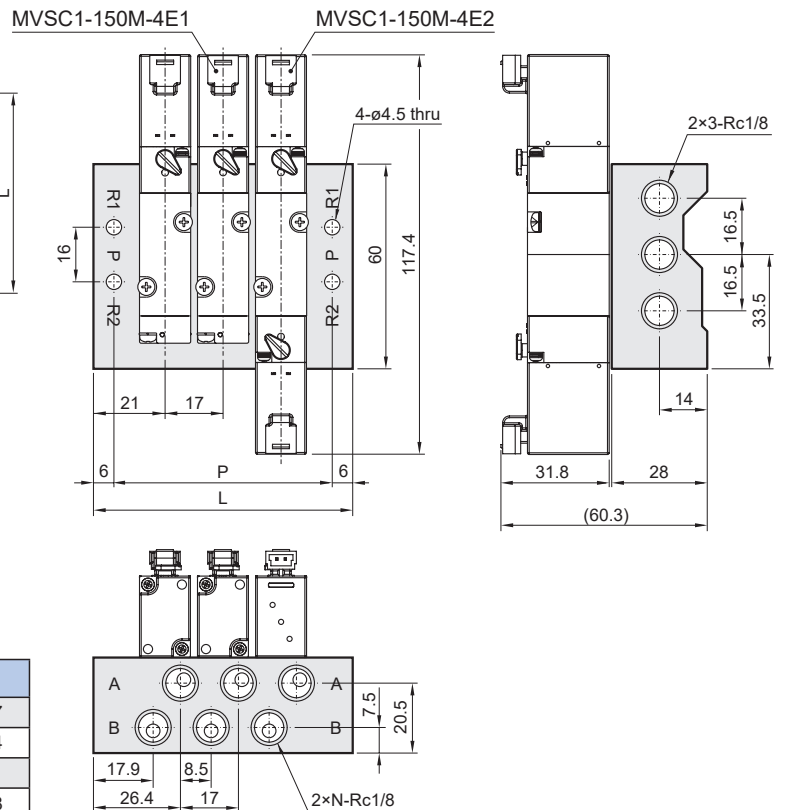 MVSC1-150M-4E1
MVSC1-150M-4E2
4-ø4.5 thru
2×3-Rc1/8
L
R1
R1
16
P
P
R2
R2
60
117.4
16.5
16.5
33.5
21
17
14
6
P
6
L
31.8
28
(60.3)
A
A
B
B
7.5
20.5
17.9
8.5
26.4
17
2×N-Rc1/8